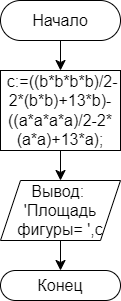 Начало
c:=((b*b*b*b)/2-
2*(b*b)+13*b)-
((a*a*a*a)/2-2*
(a*a)+13*a);
Вывод:
'Площадь
фигуры= ',c
Конец